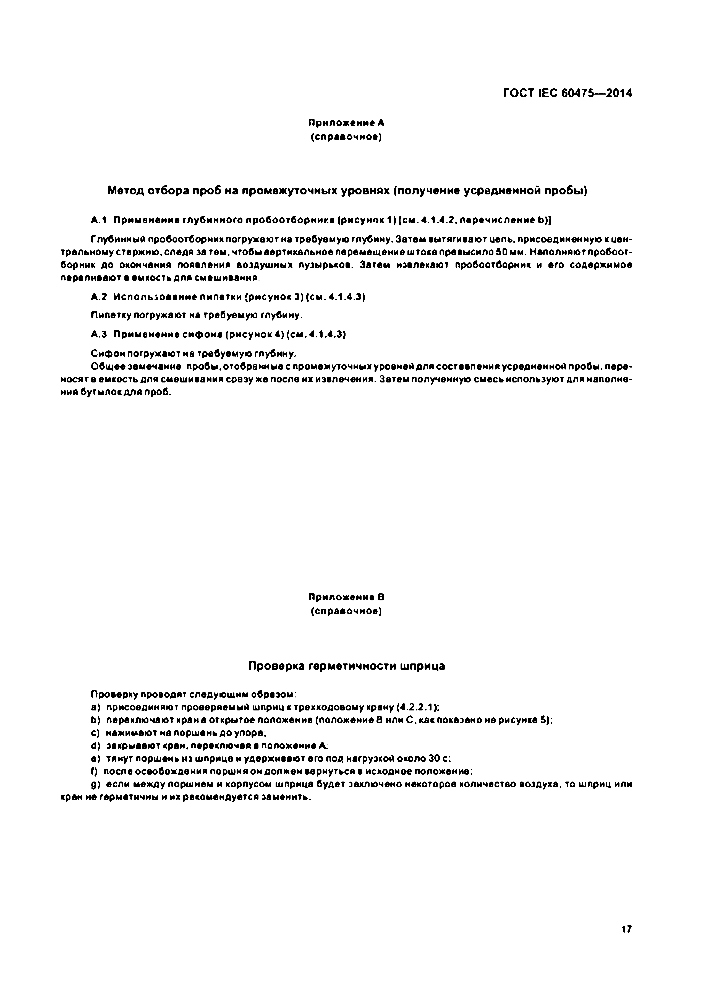 ГОСТ IEC 60475—2014
Приложение А
(справочное)
Метод отбора проб на промежуточных уровнях (получение усредненной пробы)
А.1 Применение глубинного пробоотборника (рисунок 1) [см. 4.1.4.2, перечисление b)]
Глубинный пробоотборник погружают на требуемую глубину. Затем вытягивают цепь, присоединенную к цен-
тральному стержню, следя за тем, чтобы вертикальное перемещение штока превысило 50 мм. Наполняют пробоот-
борник до окончания появления воздушных пузырьков. Затем извлекают пробоотборник и его содержимое
переливают в емкость для смешивания.
А.2 Использование пипетки (рисунок 3) (см. 4.1.4.3)
Пипетку погружают на требуемую глубину.
А.3 Применение сифона (рисунок 4) (см. 4.1.4.3)
Сифон погружают на требуемую глубину.
Общее замечание. пробы, отобранные с промежуточных уровней для составления усредненной пробы, пере-
носят в емкость для смешивания сразу же после их извлечения. Затем полученную смесь используют для наполне-
ния бутылок для проб.
Приложение В
(справочное)
Проверка герметичности шприца
Проверку проводят следующим образом:
a) присоединяют проверяемый шприц к трехходовому крану (4.2.2.1);
b) переключают кран в открытое положение (положение В или С, как показано на рисунке 5);
c) нажимают на поршень до упора;
d) закрывают кран, переключая в положение А;
e) тянут поршень из шприца и удерживают его под нагрузкой около 30 с;
f) после освобождения поршня он должен вернуться в исходное положение;
g) если между поршнем и корпусом шприца будет заключено некоторое количество воздуха, то шприц или
кран не герметичны и их рекомендуется заменить.
17